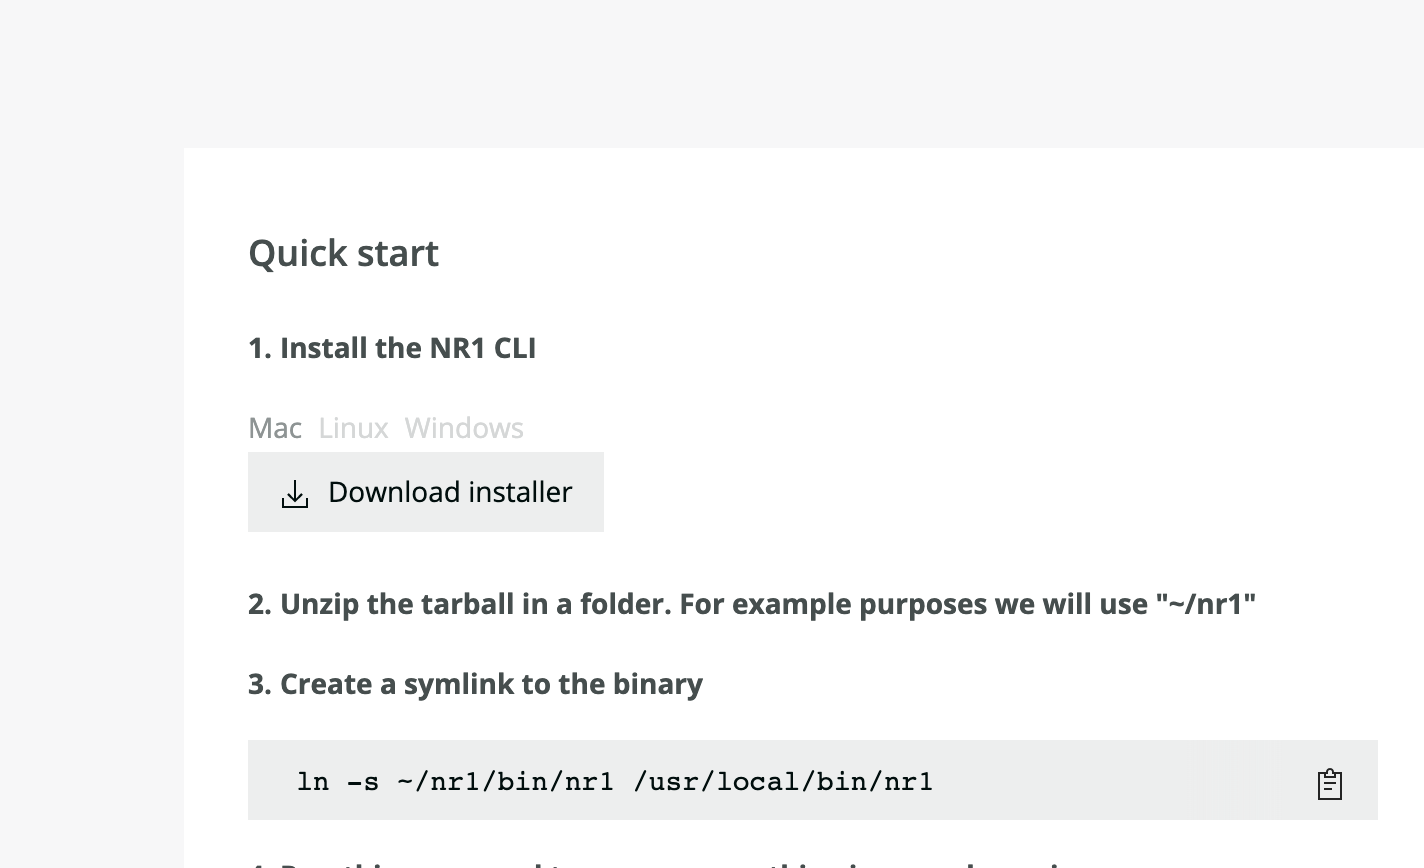 Quick start
1. Install the NR1 CLI
Mac Linux Windows
Download installer
2. Unzip the tarball in a folder. For example purposes we will use "~/nr1"
3. Create a symlink to the binary
ln -s ~/nr1/bin/nr1 /usr/local/bin/nr1